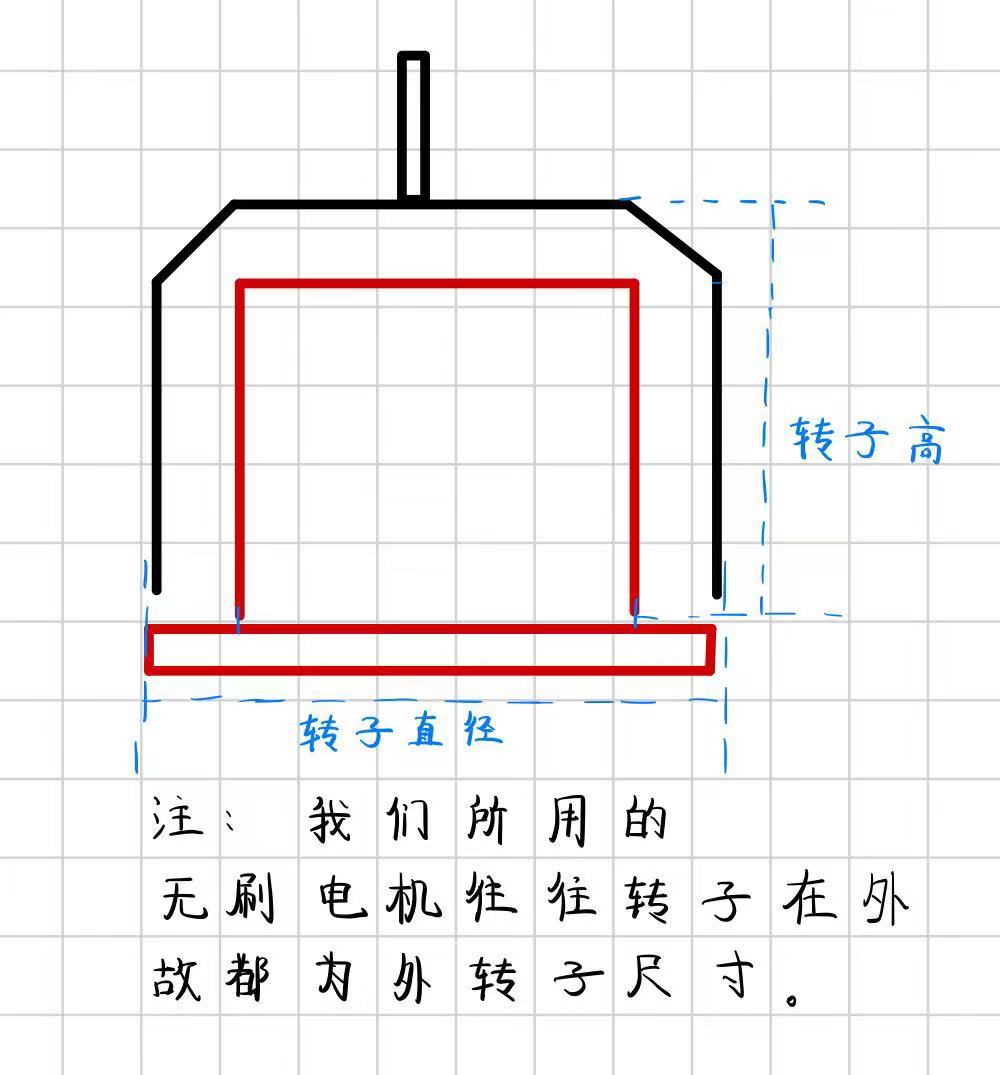 转子高
转子直径
注：我们所用的
无刷电机往往转子在外
故都为外转子尺寸。